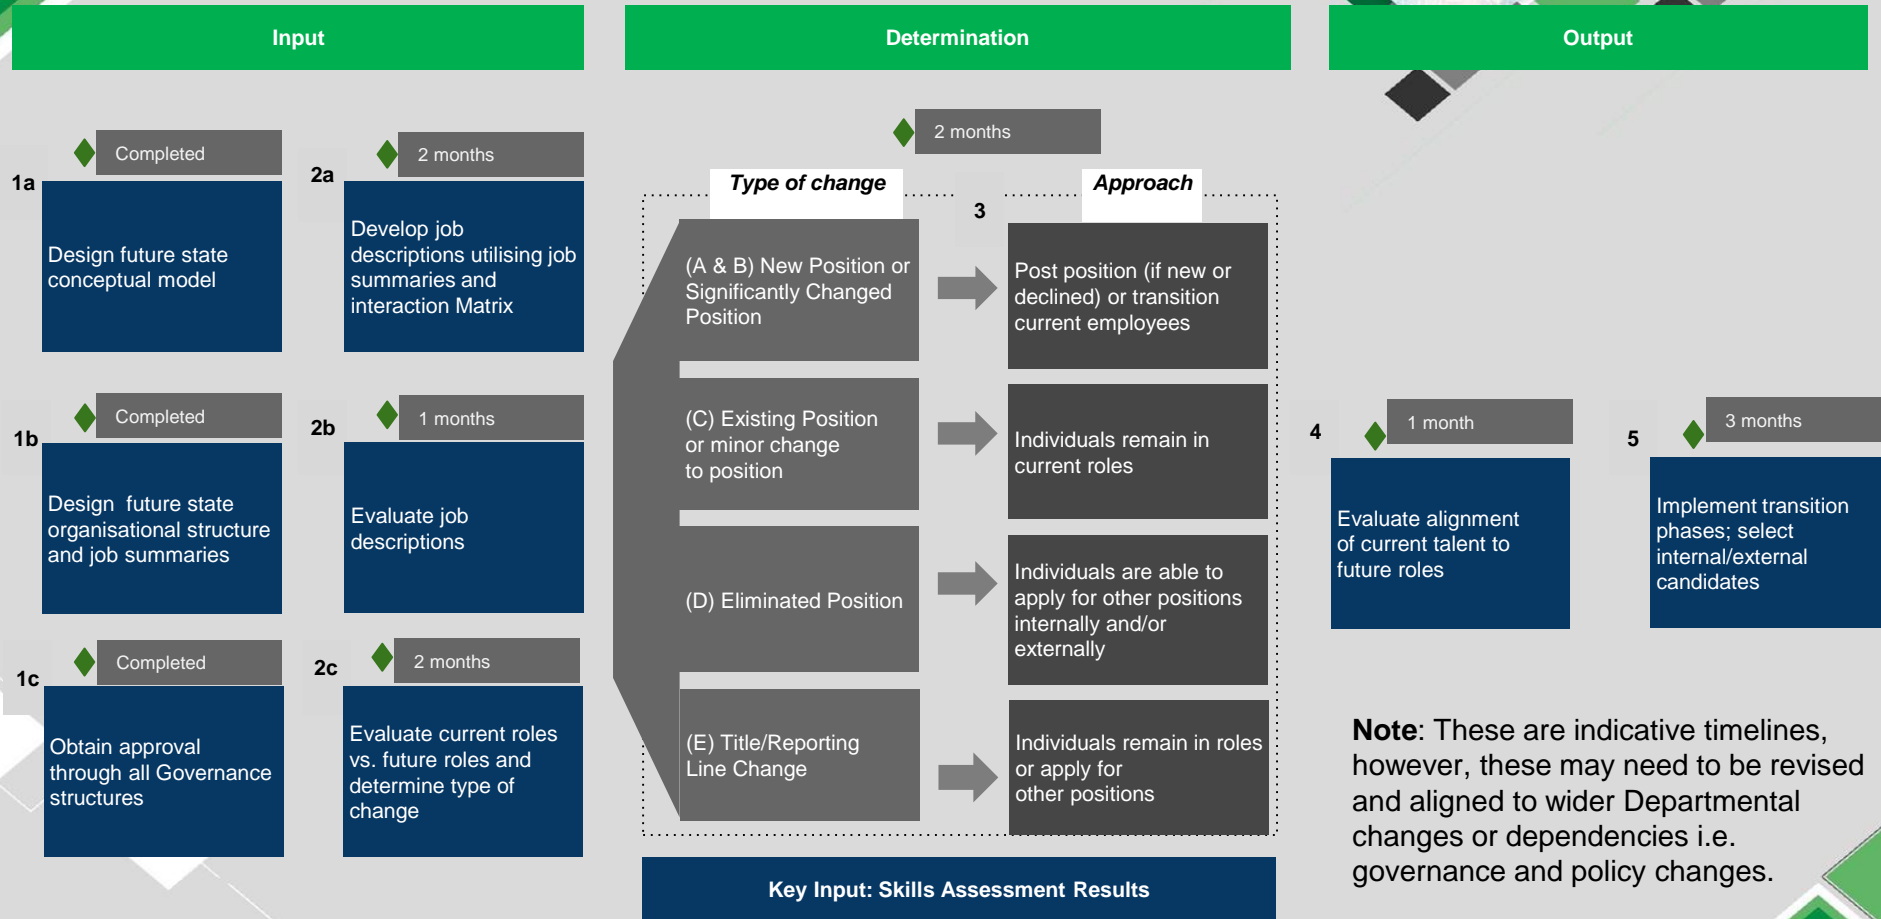 Input
Determination
Output
Completed
1a
Design future state
conceptual model
2 months
2a
Develop job
descriptions utilising job
summaries and
interaction Matrix
Completed
1b
Design  future state
organisational structure
and job summaries
1 months
2b
Evaluate job
descriptions
Completed
1c
Obtain approval
through all Governance
structures
2 months
2c
Evaluate current roles
vs. future roles and
determine type of
change
2 months
Type of change
3
Approach
(A & B) New Position or
Significantly Changed
Position
Post position (if new or
declined) or transition
current employees
(C) Existing Position
or minor change
to position
Individuals remain in
current roles
(D) Eliminated Position
Individuals are able to
apply for other positions
internally and/or
externally
(E) Title/Reporting
Line Change
Individuals remain in roles
or apply for
other positions
Key Input: Skills Assessment Results
1 month
4
Evaluate alignment
of current talent to
future roles
3 months
5
Implement transition
phases; select
internal/external
candidates
Note: These are indicative timelines,
however, these may need to be revised
and aligned to wider Departmental
changes or dependencies i.e.
governance and policy changes.